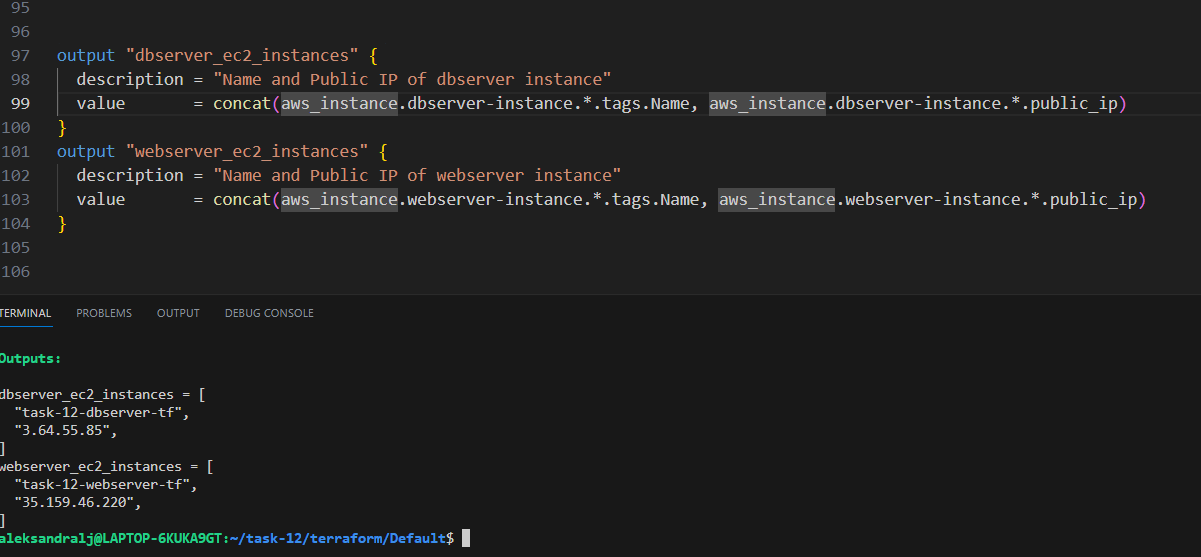 95
96
97 output "dbserver_ec2_instances" {
98 description = "Name and Public IP of dbserver instance"
99 value = concat(aws_instance.dbserver-instance.*.tags.Name, aws_instance.dbserver-instance.*.public_ip)
100 }
101 output "webserver_ec2_instances" {
102 description = "Name and Public IP of webserver instance"
103 value = concat(aws_instance.webserver-instance.*.tags.Name, aws_instance.webserver-instance.*.public_ip)
104 }
105
106
TERMINAL PROBLEMS OUTPUT DEBUG CONSOLE
Outputs:
dbserver_ec2_instances = [
"task-12-dbserver-tf",
"3.64.55.85",
]
webserver_ec2_instances = [
"task-12-webserver-tf",
"35.159.46.220",
]
aleksandralj@LAPTOP-6KUKA9GT:~/task-12/terraform/Default$